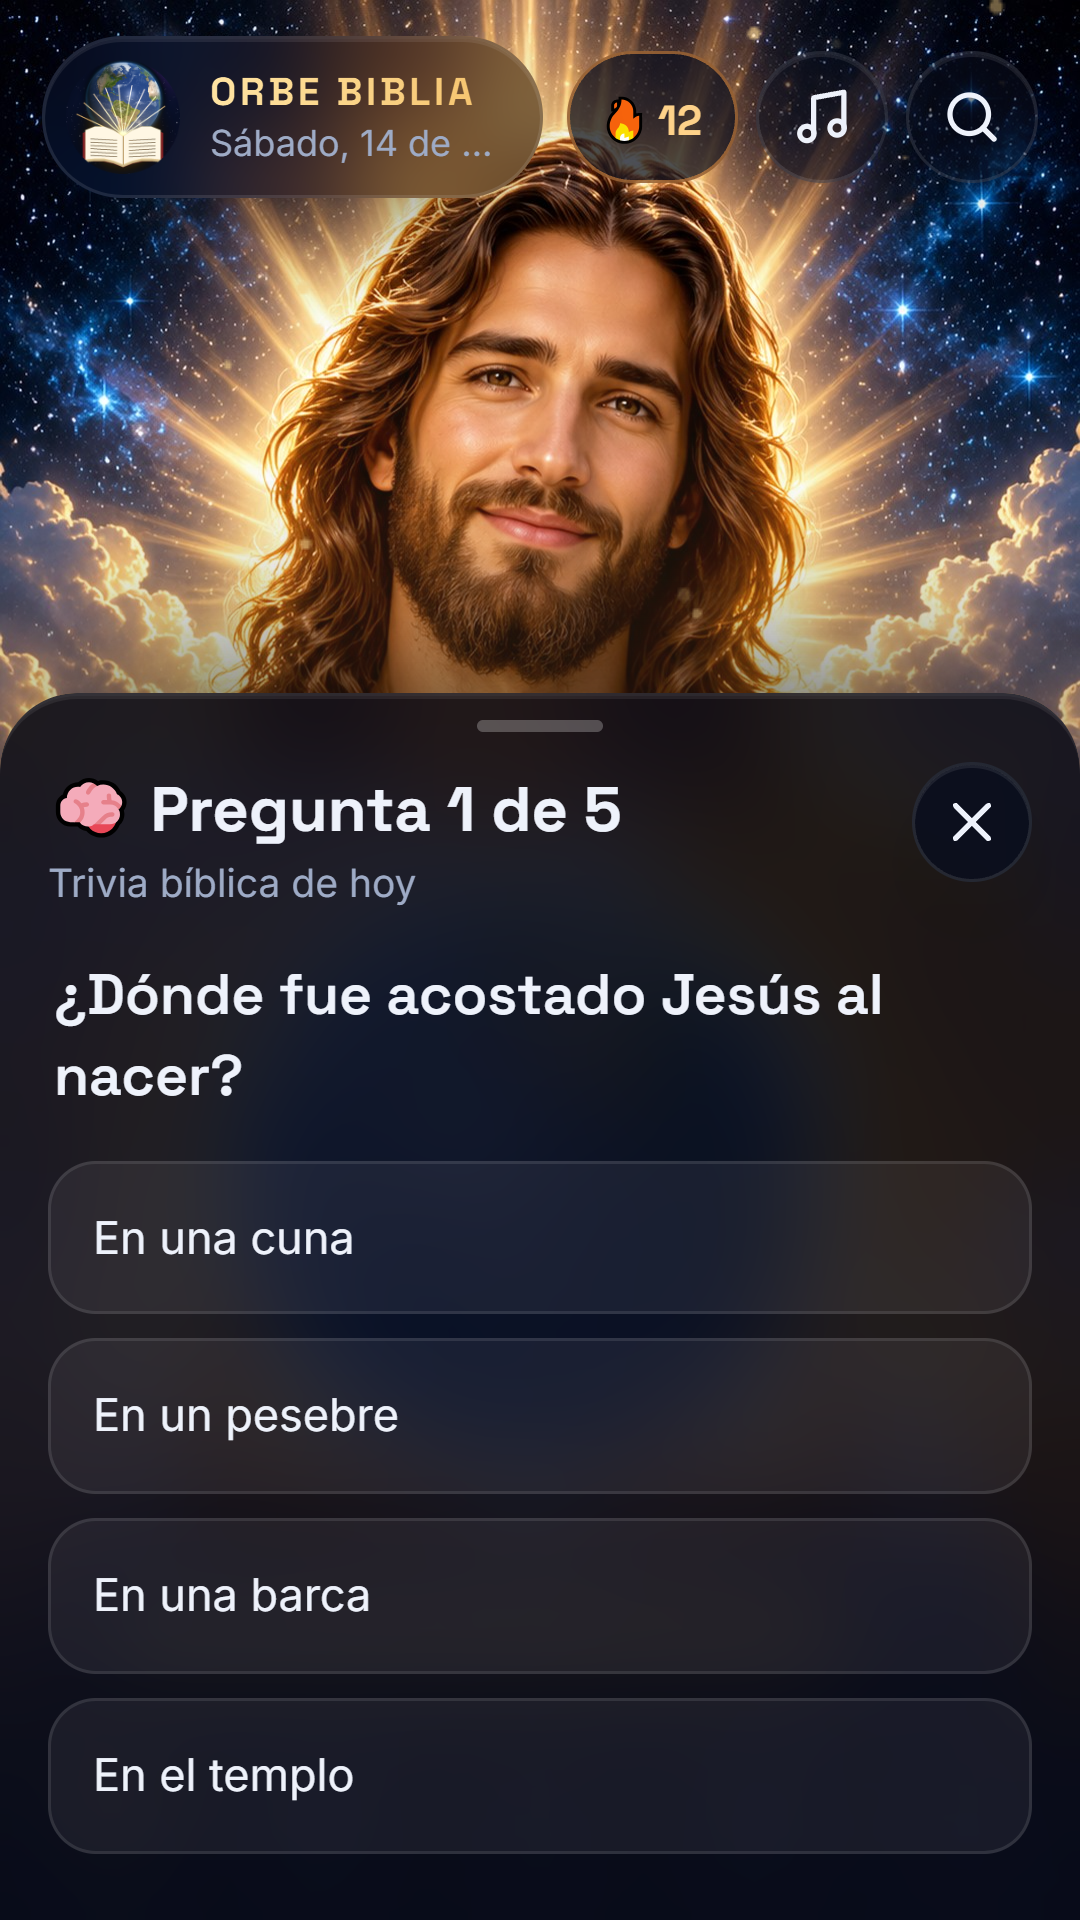 ORBE BIBLIA
Sábado, 14 de ...
12
Pregunta 1 de 5
Trivia bíblica de hoy
¿Dónde fue acostado Jesús al
nacer?
En una cuna
En un pesebre
En una barca
En el templo